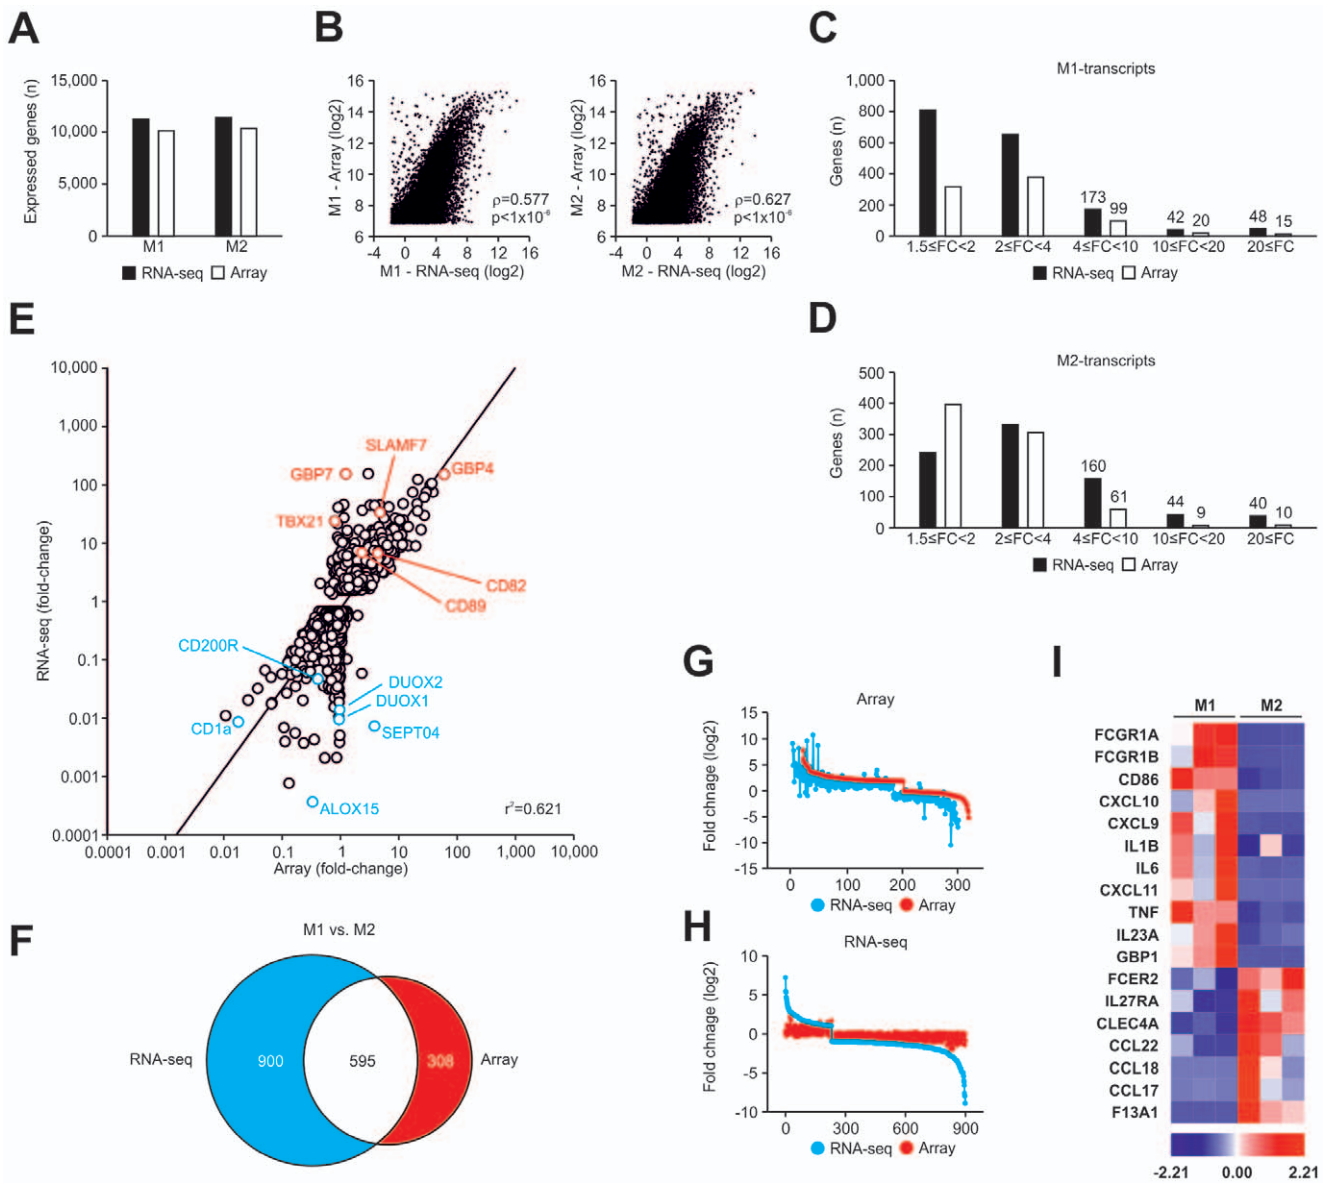 A
Expressed genes (n)
15,000
10,000
5,000
0
M1
M2
RNA-seq
Array
B
M1 - Array (log2)
16
14
12
10
8
6
ρ=0.577
p<1x10⁻⁶
-4
0
4
8
12
16
M1 - RNA-seq (log2)
M2 - Array (log2)
16
14
12
10
8
6
ρ=0.627
p<1x10⁻⁶
-4
0
4
8
12
16
M2 - RNA-seq (log2)
C
M1-transcripts
Genes (n)
1,000
800
600
400
200
0
173
99
42
20
48
15
1.5≤FC<2
2≤FC<4
4≤FC<10
10≤FC<20
20≤FC
RNA-seq
Array
D
M2-transcripts
Genes (n)
500
400
300
200
100
0
160
61
44
9
40
10
1.5≤FC<2
2≤FC<4
4≤FC<10
10≤FC<20
20≤FC
RNA-seq
Array
E
RNA-seq (fold-change)
10,000
1,000
100
10
1
0.1
0.01
0.001
0.0001
SLAMF7
GBP7
GBP4
TBX21
CD82
CD89
CD200R
DUOX2
DUOX1
CD1a
SEPT04
ALOX15
r²=0.621
0.0001
0.001
0.01
0.1
1
10
100
1,000
10,000
Array (fold-change)
F
M1 vs. M2
RNA-seq
900
595
308
Array
G
Array
Fold chnage (log2)
15
10
5
0
-5
-10
-15
0
100
200
300
RNA-seq
Array
H
RNA-seq
Fold chnage (log2)
10
5
0
-5
-10
0
300
600
900
RNA-seq
Array
I
M1
M2
FCGR1A
FCGR1B
CD86
CXCL10
CXCL9
IL1B
IL6
CXCL11
TNF
IL23A
GBP1
FCER2
IL27RA
CLEC4A
CCL22
CCL18
CCL17
F13A1
-2.21
0.00
2.21